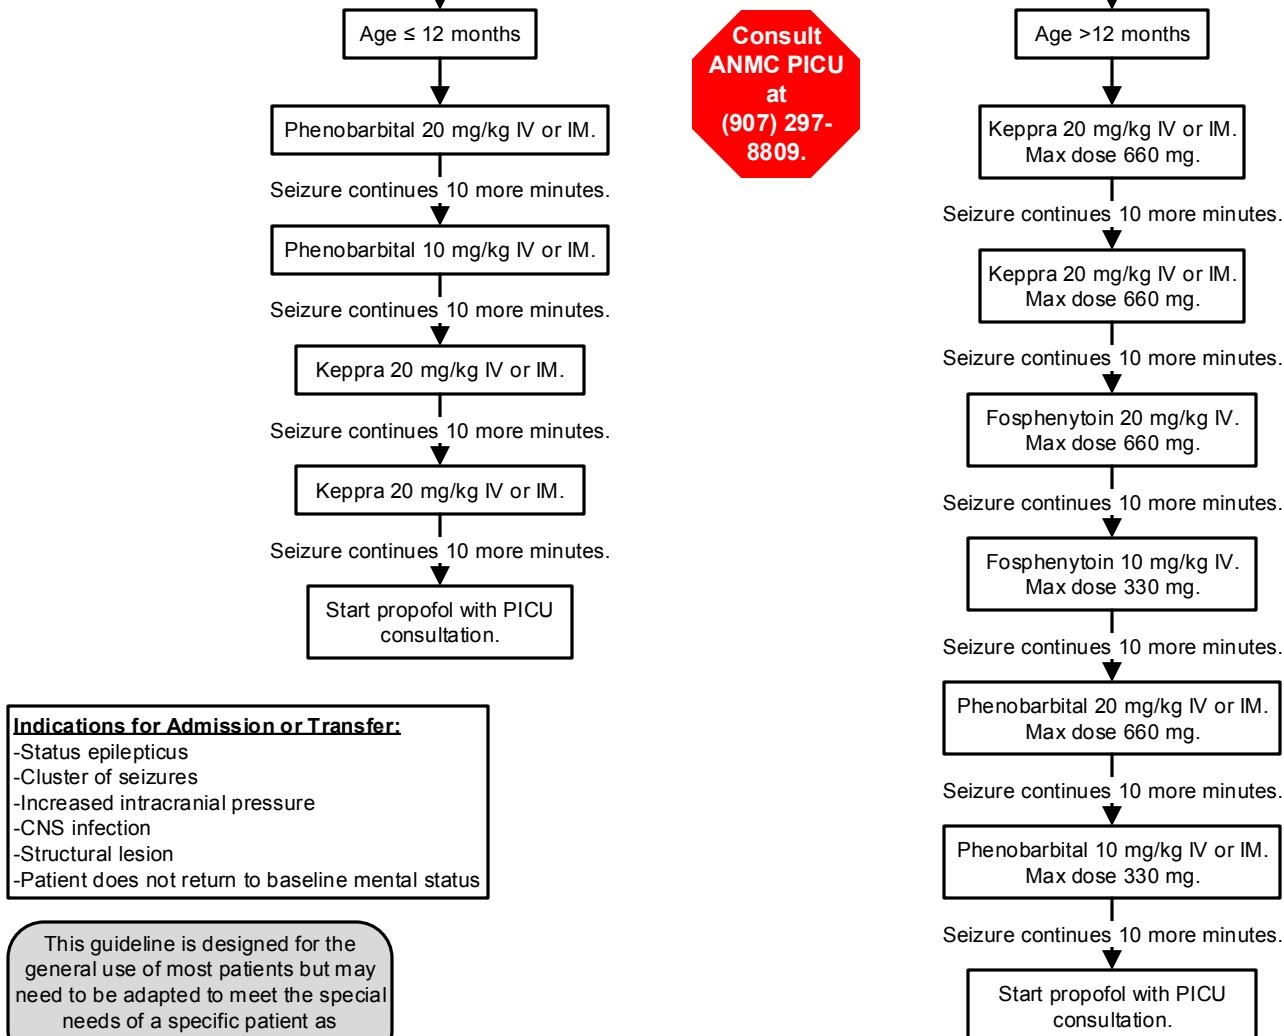 Age ≤ 12 months
Phenobarbital 20 mg/kg IV or IM.
Seizure continues 10 more minutes.
Phenobarbital 10 mg/kg IV or IM.
Seizure continues 10 more minutes.
Keppra 20 mg/kg IV or IM.
Seizure continues 10 more minutes.
Keppra 20 mg/kg IV or IM.
Seizure continues 10 more minutes.
Start propofol with PICU
consultation.
Consult
ANMC PICU
at
(907) 297-
8809.
Age >12 months
Keppra 20 mg/kg IV or IM.
Max dose 660 mg.
Seizure continues 10 more minutes.
Keppra 20 mg/kg IV or IM.
Max dose 660 mg.
Seizure continues 10 more minutes.
Fosphenytoin 20 mg/kg IV.
Max dose 660 mg.
Seizure continues 10 more minutes.
Fosphenytoin 10 mg/kg IV.
Max dose 330 mg.
Seizure continues 10 more minutes.
Phenobarbital 20 mg/kg IV or IM.
Max dose 660 mg.
Seizure continues 10 more minutes.
Phenobarbital 10 mg/kg IV or IM.
Max dose 330 mg.
Seizure continues 10 more minutes.
Start propofol with PICU
consultation.
Indications for Admission or Transfer:
-Status epilepticus
-Cluster of seizures
-Increased intracranial pressure
-CNS infection
-Structural lesion
-Patient does not return to baseline mental status
This guideline is designed for the
general use of most patients but may
need to be adapted to meet the special
needs of a specific patient as